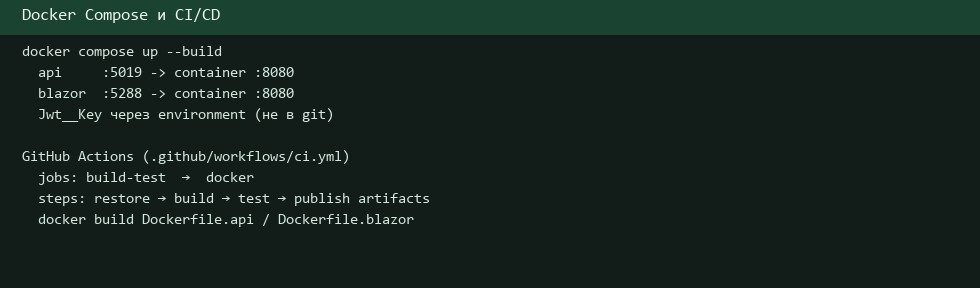 Docker Compose и CI/CD
docker compose up --build
api     :5019 -> container :8080
blazor  :5288 -> container :8080
Jwt__Key через environment (не в git)
GitHub Actions (.github/workflows/ci.yml)
jobs: build-test  →  docker
steps: restore → build → test → publish artifacts
docker build Dockerfile.api / Dockerfile.blazor